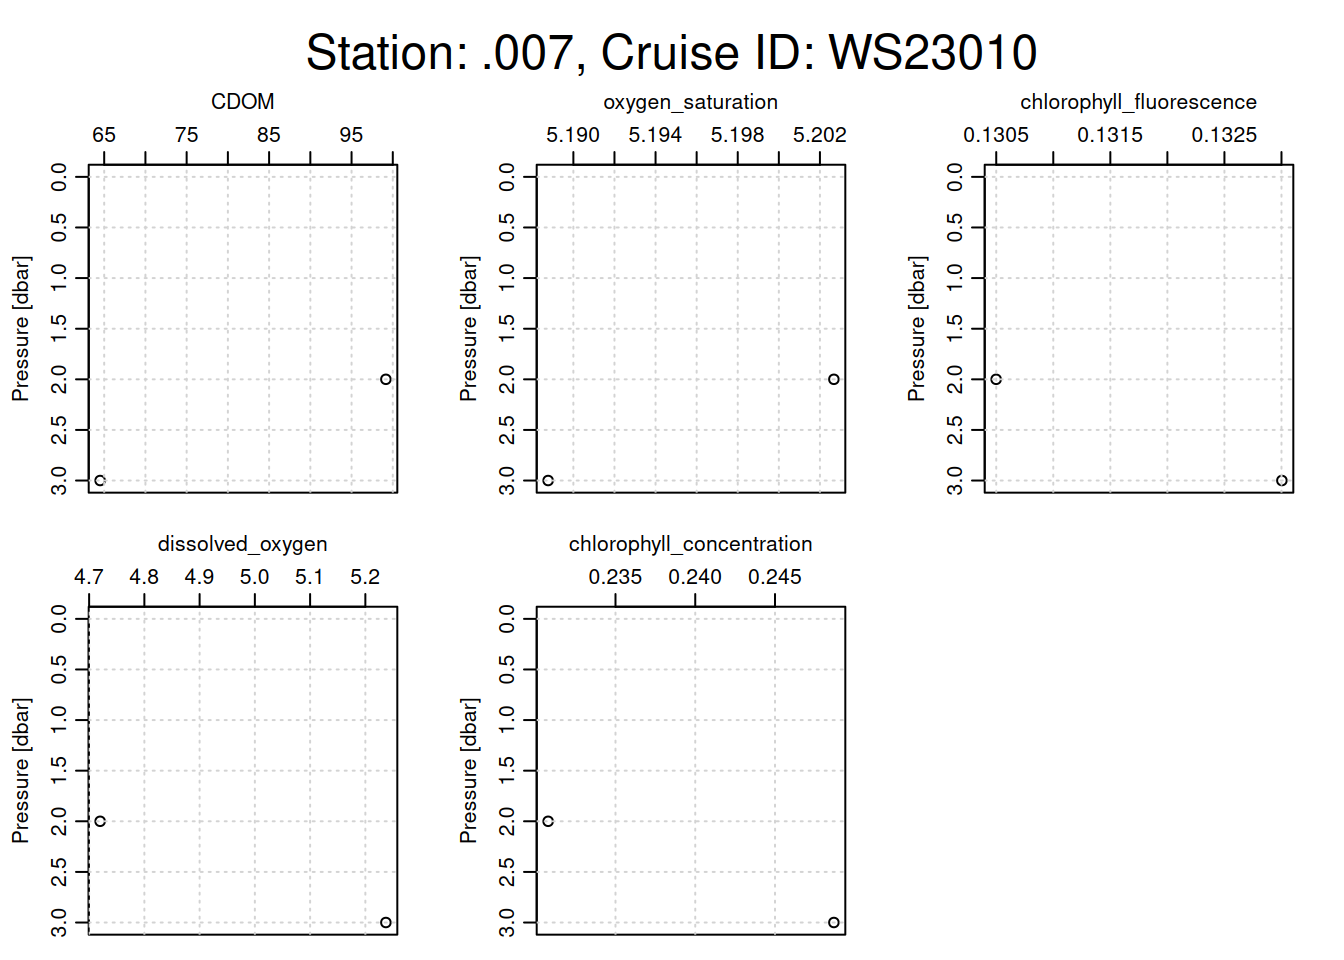 Station: .007, Cruise ID: WS23010
CDOM
65 75 85 95
Pressure [dbar]
0.0 0.5 1.0 1.5 2.0 2.5 3.0
oxygen_saturation
5.190 5.194 5.198 5.202
Pressure [dbar]
0.0 0.5 1.0 1.5 2.0 2.5 3.0
chlorophyll_fluorescence
0.1305 0.1315 0.1325
Pressure [dbar]
0.0 0.5 1.0 1.5 2.0 2.5 3.0
dissolved_oxygen
4.7 4.8 4.9 5.0 5.1 5.2
Pressure [dbar]
0.0 0.5 1.0 1.5 2.0 2.5 3.0
chlorophyll_concentration
0.235 0.240 0.245
Pressure [dbar]
0.0 0.5 1.0 1.5 2.0 2.5 3.0